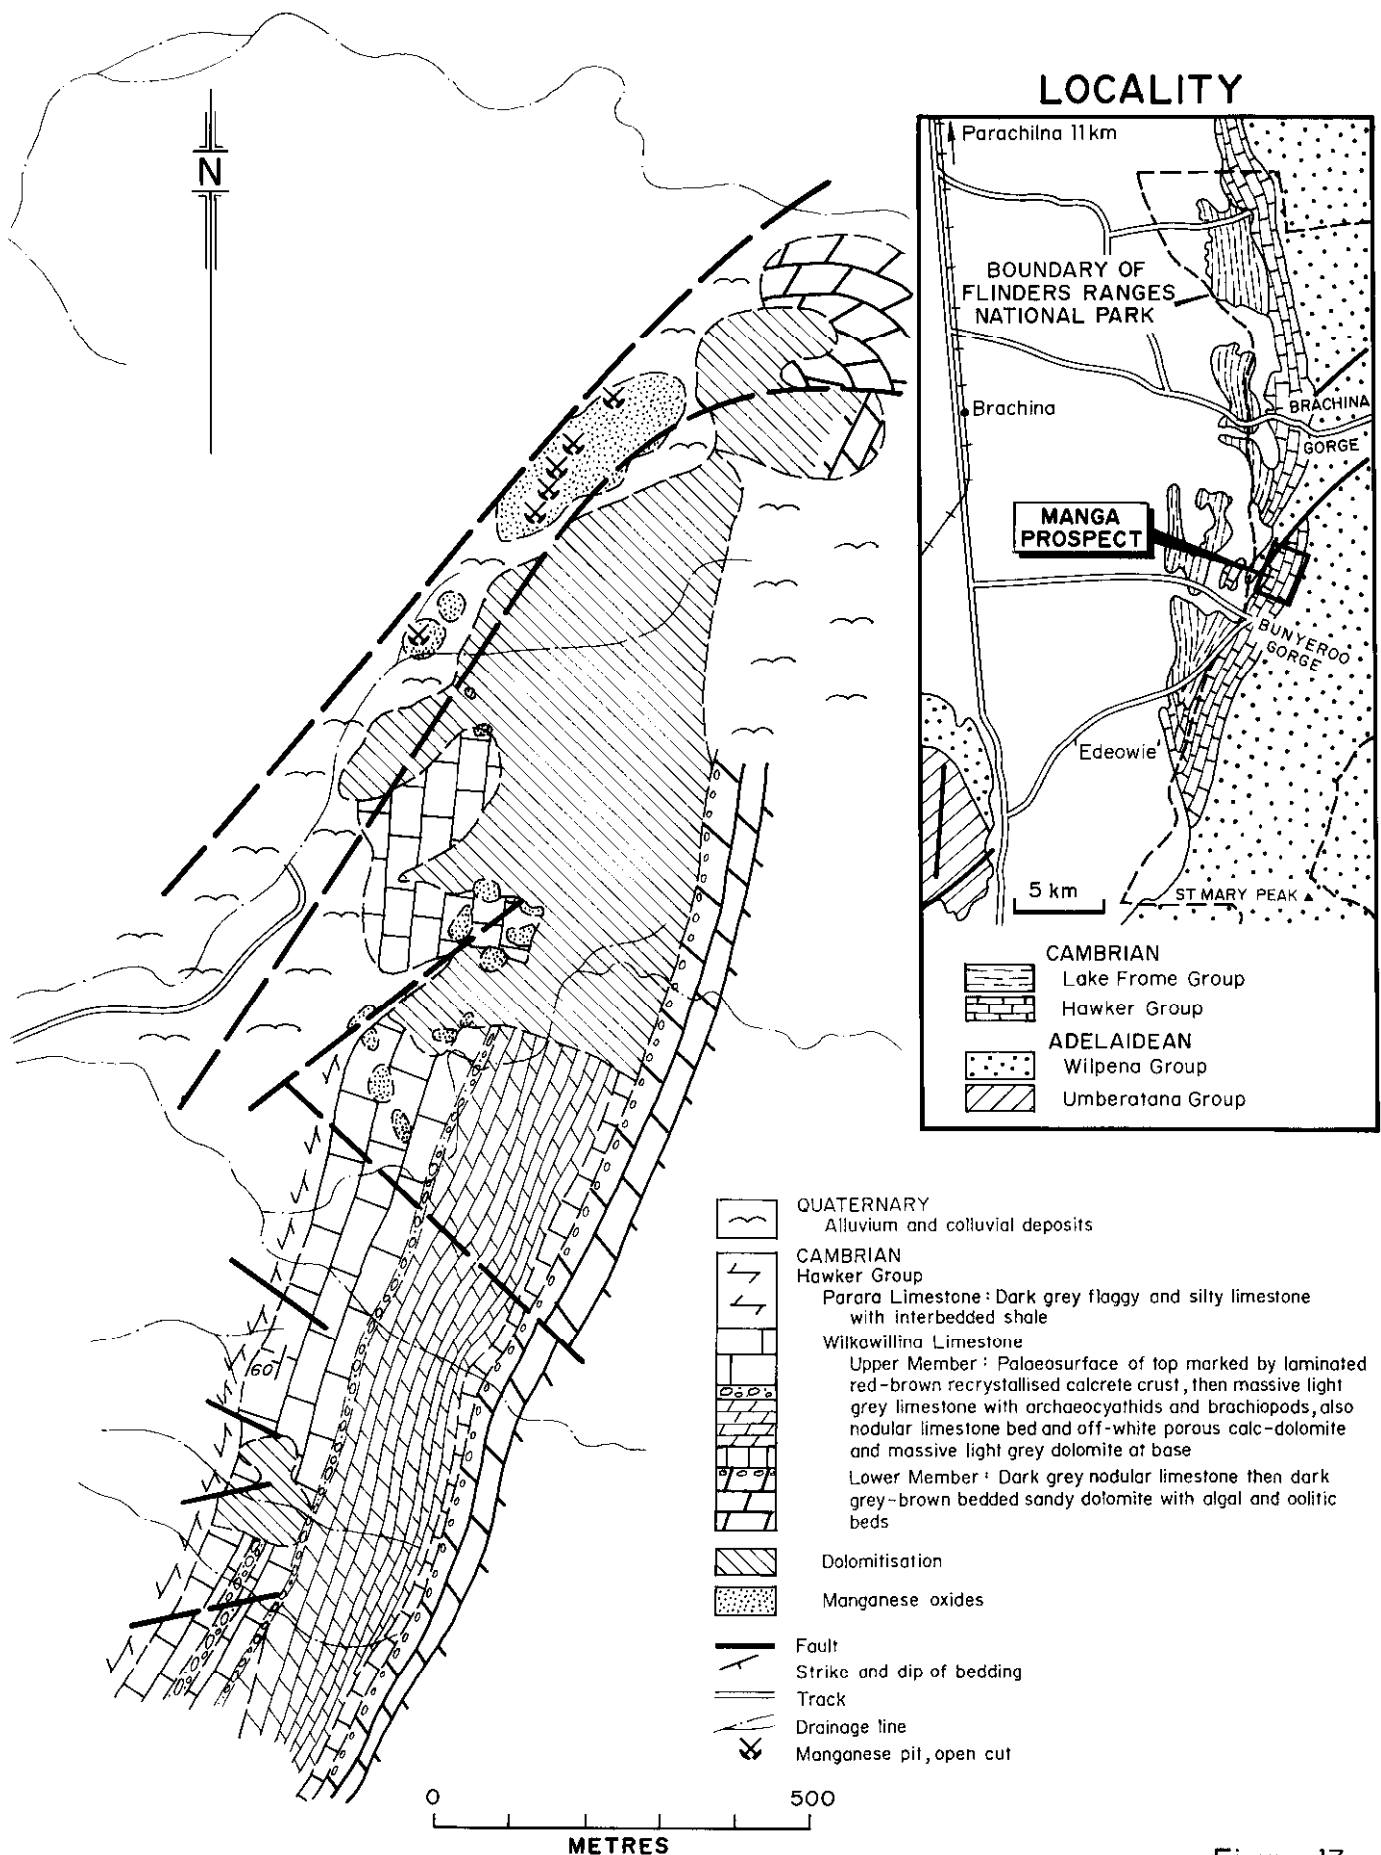 LOCALITY
N
Parachilna 11 km
BOUNDARY OF
FLINDERS RANGES
NATIONAL PARK
Brachina
BRACHINA
GORGE
MANGA
PROSPECT
BUNYEROO
GORGE
'Edeowie'
5 km
ST MARY PEAK
CAMBRIAN
Lake Frome Group
Hawker Group
ADELAIDEAN
Wilpena Group
Umberatana Group
60
QUATERNARY
Alluvium and colluvial deposits
CAMBRIAN
Hawker Group
Parara Limestone: Dark grey flaggy and silty limestone
with interbedded shale
Wilkawillina Limestone
Upper Member: Palaeosurface of top marked by laminated
red-brown recrystallised calcrete crust, then massive light
grey limestone with archaeocyathids and brachiopods, also
nodular limestone bed and off-white porous calc-dolomite
and massive light grey dolomite at base
Lower Member: Dark grey nodular limestone then dark
grey-brown bedded sandy dolomite with algal and oolitic
beds
Dolomitisation
Manganese oxides
Fault
Strike and dip of bedding
Track
Drainage line
Manganese pit, open cut
0 500
METRES